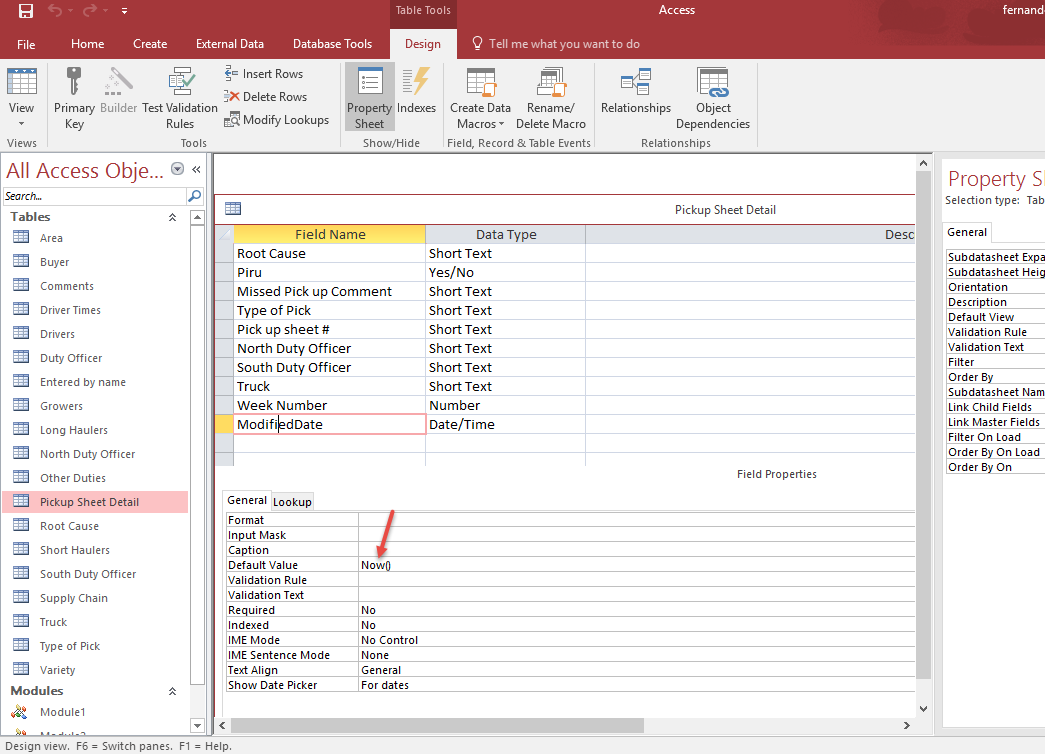 Table Tools
Access
fernand
File
Home
Create
External Data
Database Tools
Design
Tell me what you want to do
View
Primary Key
Builder
Test Validation Rules
Insert Rows
Delete Rows
Modify Lookups
Property Sheet
Indexes
Create Data Macros
Rename/ Delete Macro
Relationships
Object Dependencies
Views
Tools
Show/Hide
Field, Record & Table Events
Relationships
All Access Obje...
Search...
Tables
Area
Buyer
Comments
Driver Times
Drivers
Duty Officer
Entered by name
Growers
Long Haulers
North Duty Officer
Other Duties
Pickup Sheet Detail
Root Cause
Short Haulers
South Duty Officer
Supply Chain
Truck
Type of Pick
Variety
Modules
Module1
Pickup Sheet Detail
Field Name Data Type Desc
Root Cause Short Text
Piru Yes/No
Missed Pick up Comment Short Text
Type of Pick Short Text
Pick up sheet # Short Text
North Duty Officer Short Text
South Duty Officer Short Text
Truck Short Text
Week Number Number
ModifiedDate Date/Time
Field Properties
General Lookup
Format
Input Mask
Caption
Default Value Now()
Validation Rule
Validation Text
Required No
Indexed No
IME Mode No Control
IME Sentence Mode None
Text Align General
Show Date Picker For dates
Property S
Selection type: Tab
General
Subdatasheet Expa
Subdatasheet Heig
Orientation
Description
Default View
Validation Rule
Validation Text
Filter
Order By
Subdatasheet Nam
Link Child Fields
Link Master Fields
Filter On Load
Order By On Load
Order By On
Design view. F6 = Switch panes. F1 = Help.